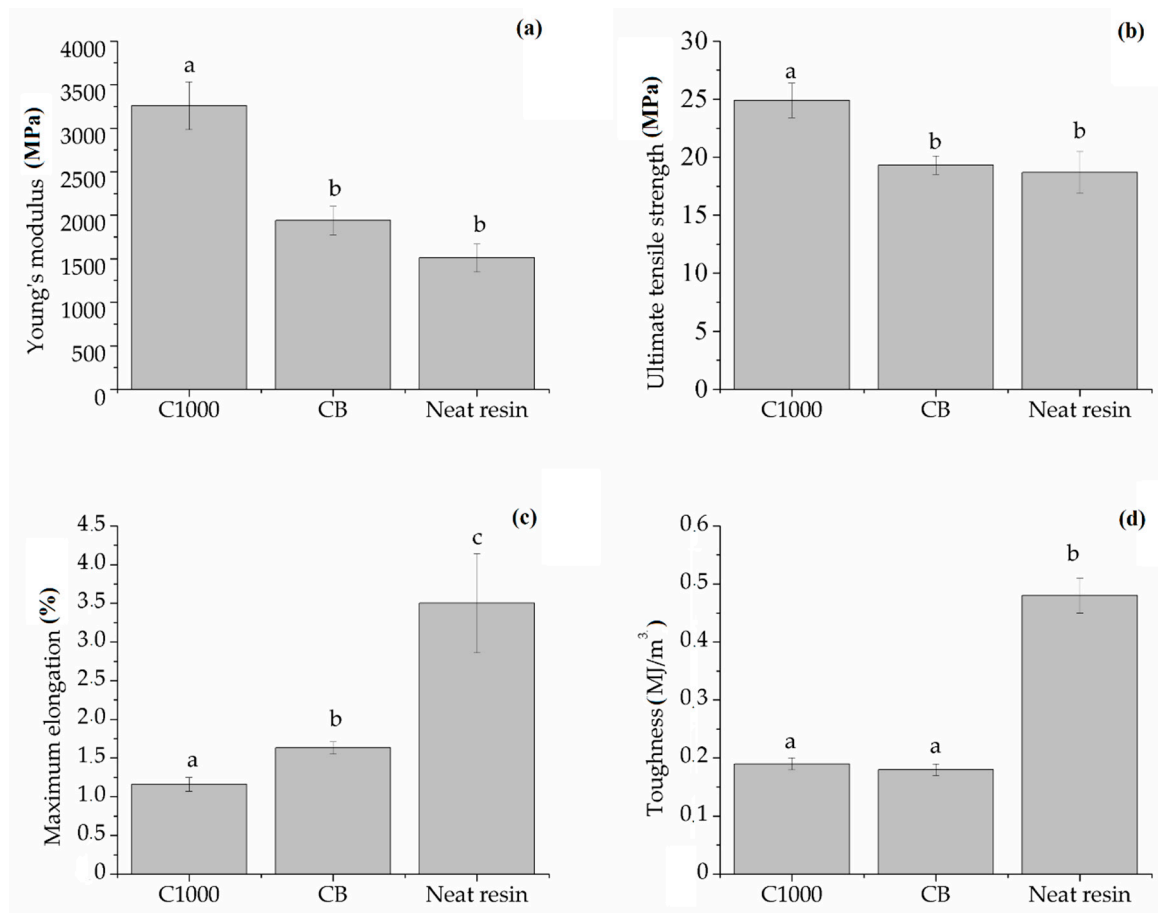 (a)
Young's modulus (MPa)
4000
3500
3000
2500
2000
1500
1000
500
0
a
b
b
C1000
CB
Neat resin
(b)
Ultimate tensile strength (MPa)
30
25
20
15
10
5
0
a
b
b
C1000
CB
Neat resin
(c)
Maximum elongation (%)
4.5
4.0
3.5
3.0
2.5
2.0
1.5
1.0
0.5
0
a
b
c
C1000
CB
Neat resin
(d)
Toughness (MJ/m³.
0.6
0.5
0.4
0.3
0.2
0.1
0
a
a
b
C1000
CB
Neat resin